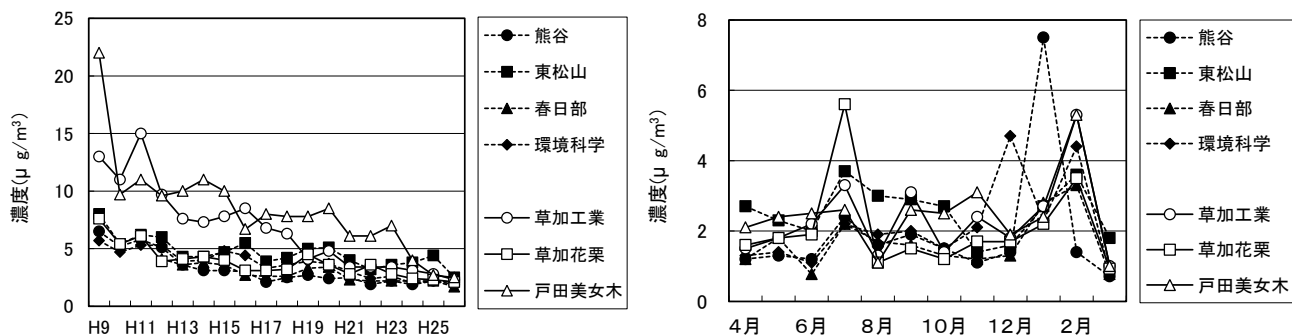 25
20
15
10
5
0
濃度(μ g/m³)
H9 H11 H13 H15 H17 H19 H21 H23 H25
熊谷
東松山
春日部
環境科学
草加工業
草加花栗
戸田美女木
8
6
4
2
0
濃度(μ g/m³)
4月 6月 8月 10月 12月 2月
熊谷
東松山
春日部
環境科学
草加工業
草加花栗
戸田美女木